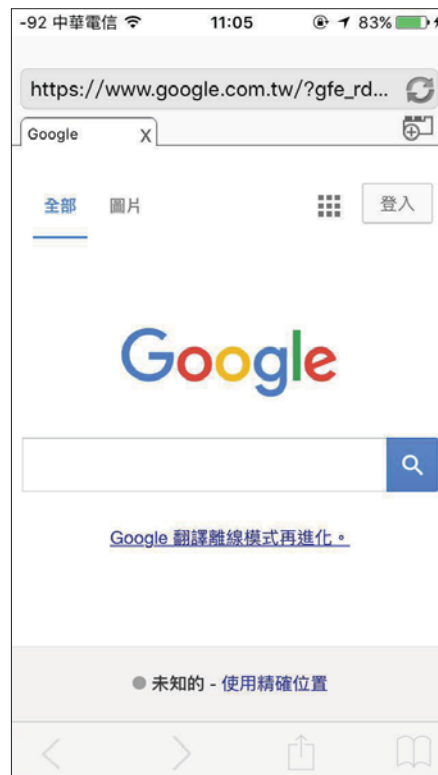 -92 中華電信 11:05 83%
https://www.google.com.tw/?gfe_rd...
Google X
全部 圖片 登入
Google
Google 翻譯離線模式再進化。
未知的 - 使用精確位置